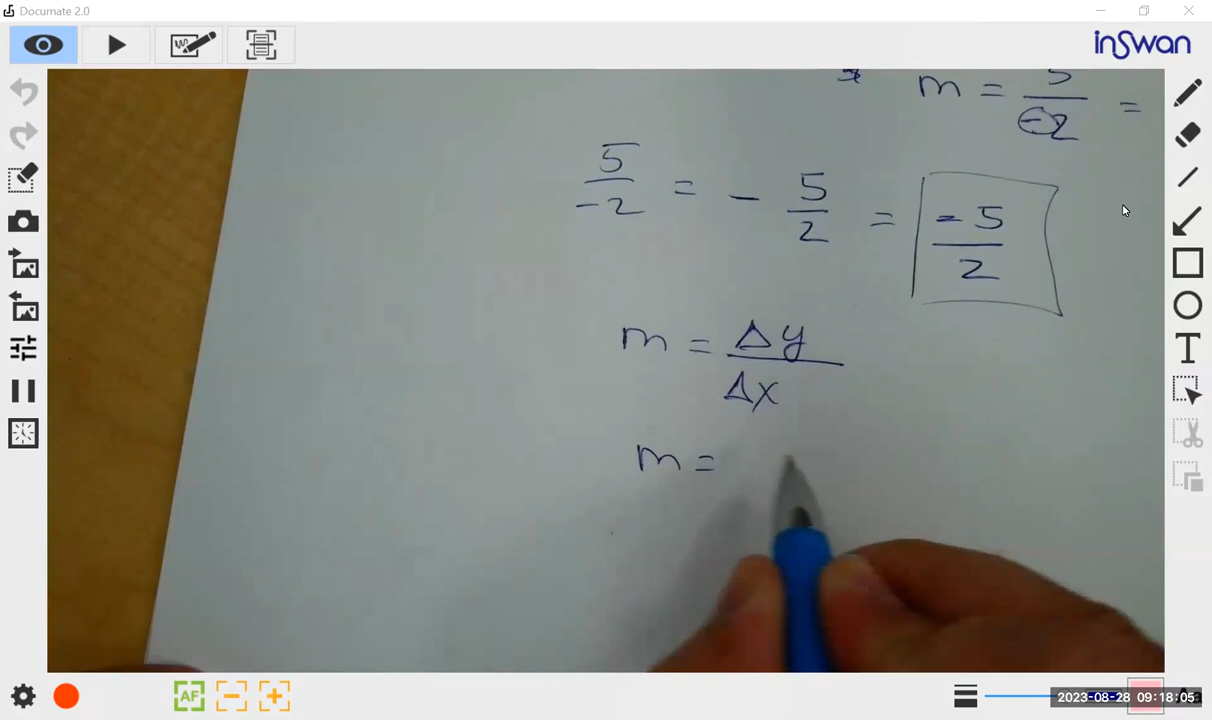 Documate 2.0
inSwan
m = 5/-2 =
5/-2 = - 5/2 = -5/2
m = Δy/Δx
m =
AF
T
2023-08-28 09:18:05